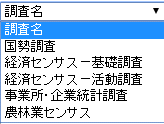 調査名
調査名
国勢調査
経済センサス－基礎調査
経済センサス－活動調査
事業所・企業統計調査
農林業センサス